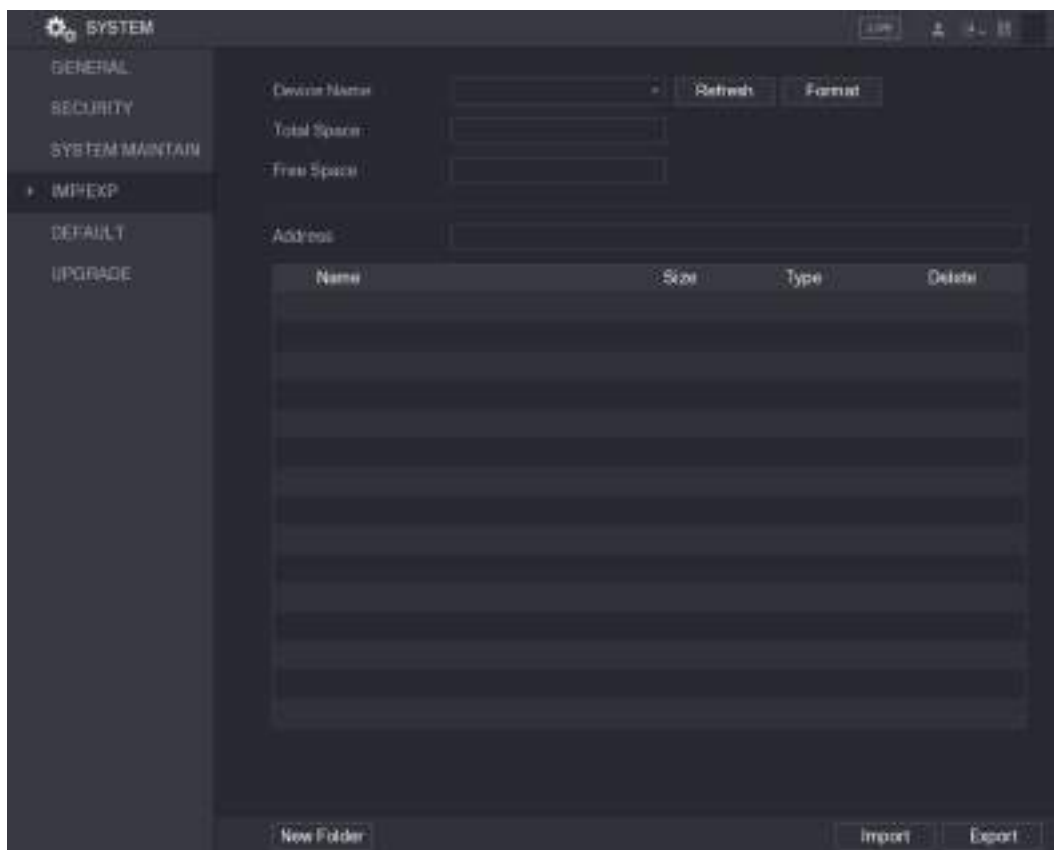 SYSTEM
LIVE
GENERAL
SECURITY
SYSTEM MAINTAIN
IMP/EXP
DEFAULT
UPGRADE
Device Name
Refresh
Format
Total Space
Free Space
Address
Name Size Type Delete
New Folder
Import
Export